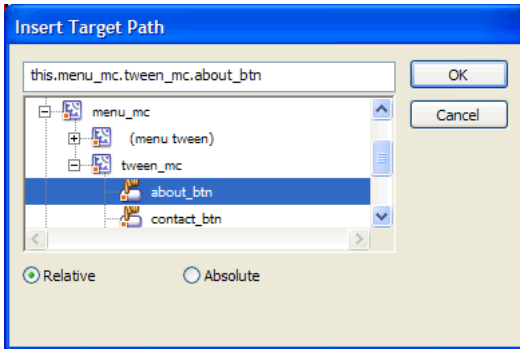 Insert Target Path
this.menu_mc.tween_mc.about_btn
OK
menu_mc
Cancel
(menu tween)
tween_mc
about_btn
contact_btn
Relative
Absolute